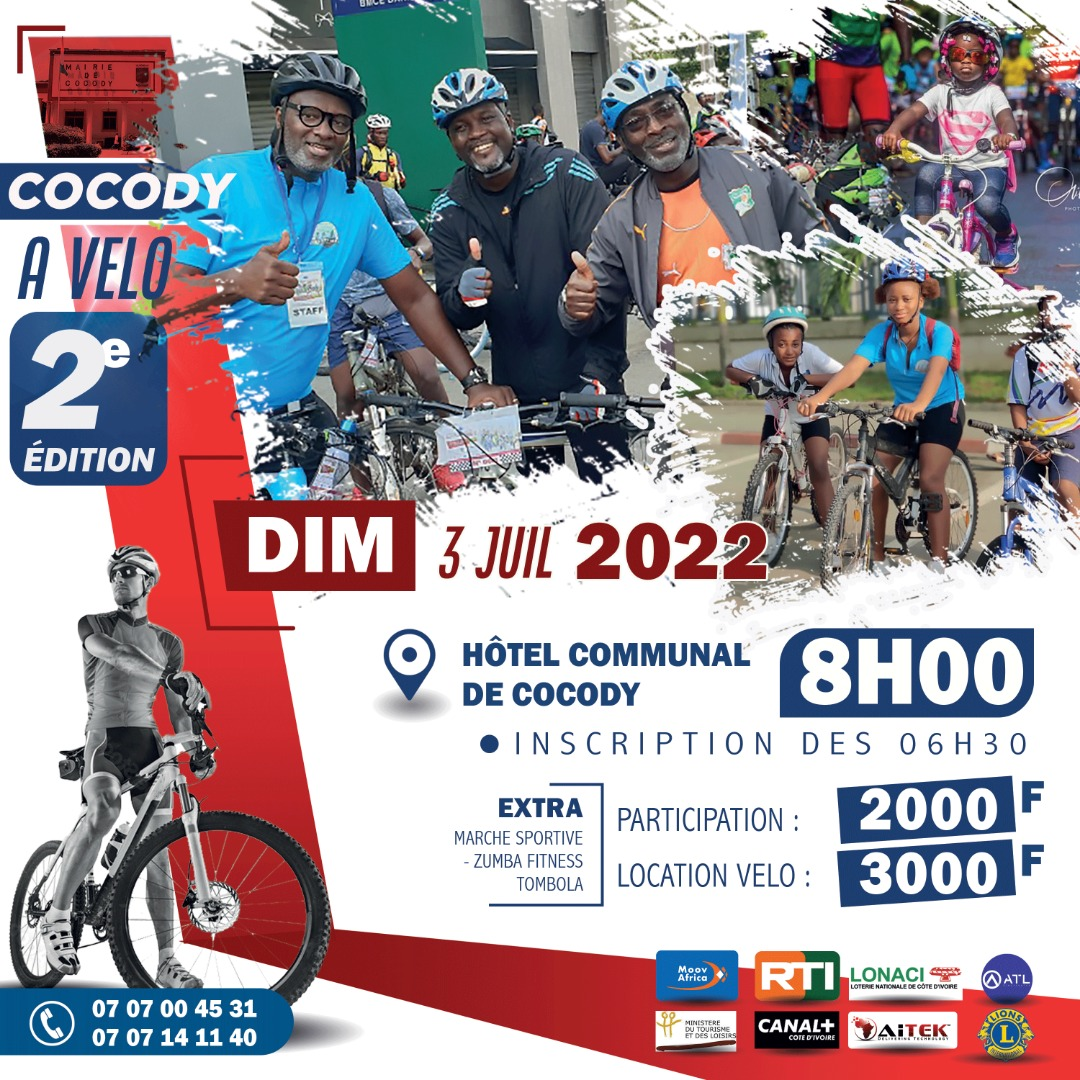 MAIRIE
DE
COCODY
COCODY
A VELO
2e
ÉDITION
STAFF
DIM 3 JUIL 2022
HÔTEL COMMUNAL
DE COCODY
8H00
● INSCRIPTION DES 06H30
EXTRA
MARCHE SPORTIVE
- ZUMBA FITNESS
TOMBOLA
PARTICIPATION : 2000 F
LOCATION VELO : 3000 F
07 07 00 45 31
07 07 14 11 40
Moov
Africa
RTI
LONACI
LOTERIE NATIONALE DE CÔTE D'IVOIRE
ATL
MINISTERE
DU TOURISME
ET DES LOISIRS
CANAL+
COTE D'IVOIRE
AiTEK
DELIVERING TECHNOLOGY
LIONS
L